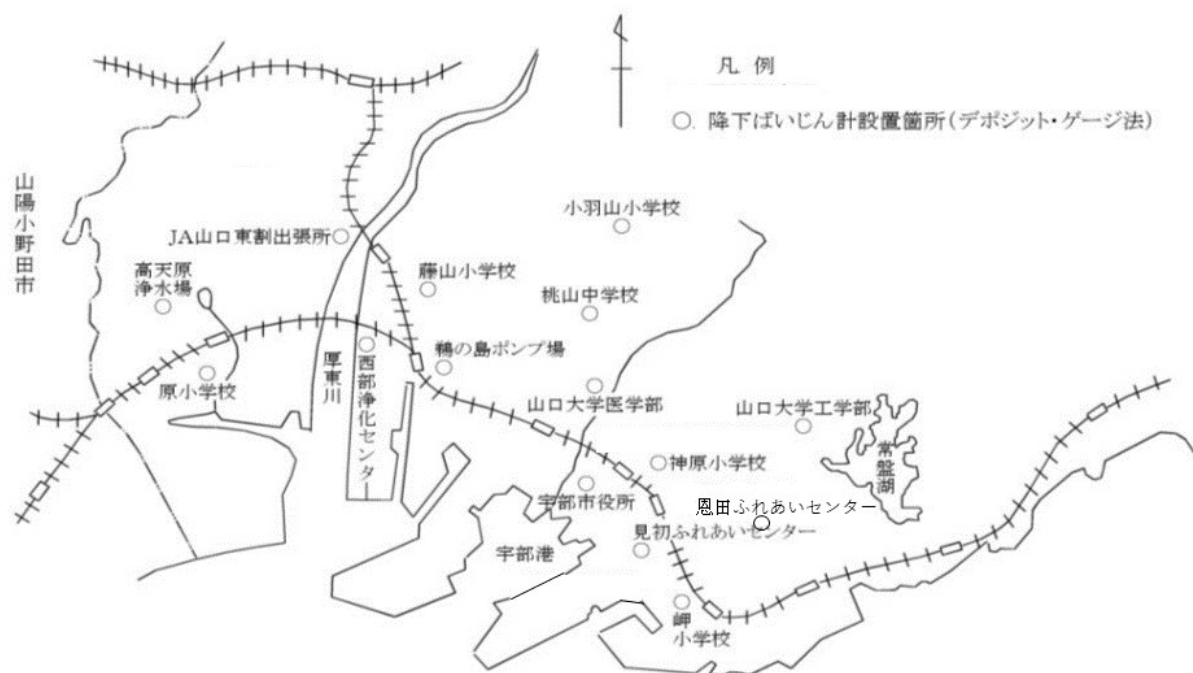 凡例
○. 降下ばいじん計設置箇所(デポジット・ゲージ法)
山陽小野田市
小羽山小学校
JA山口東割出張所
高天原
浄水場
藤山小学校
桃山中学校
鵜の島ポンプ場
厚東川
西部浄化センター
原小学校
山口大学医学部
山口大学工学部
常盤湖
神原小学校
宇部市役所
恩田ふれあいセンター
見初ふれあいセンター
宇部港
岬
小学校